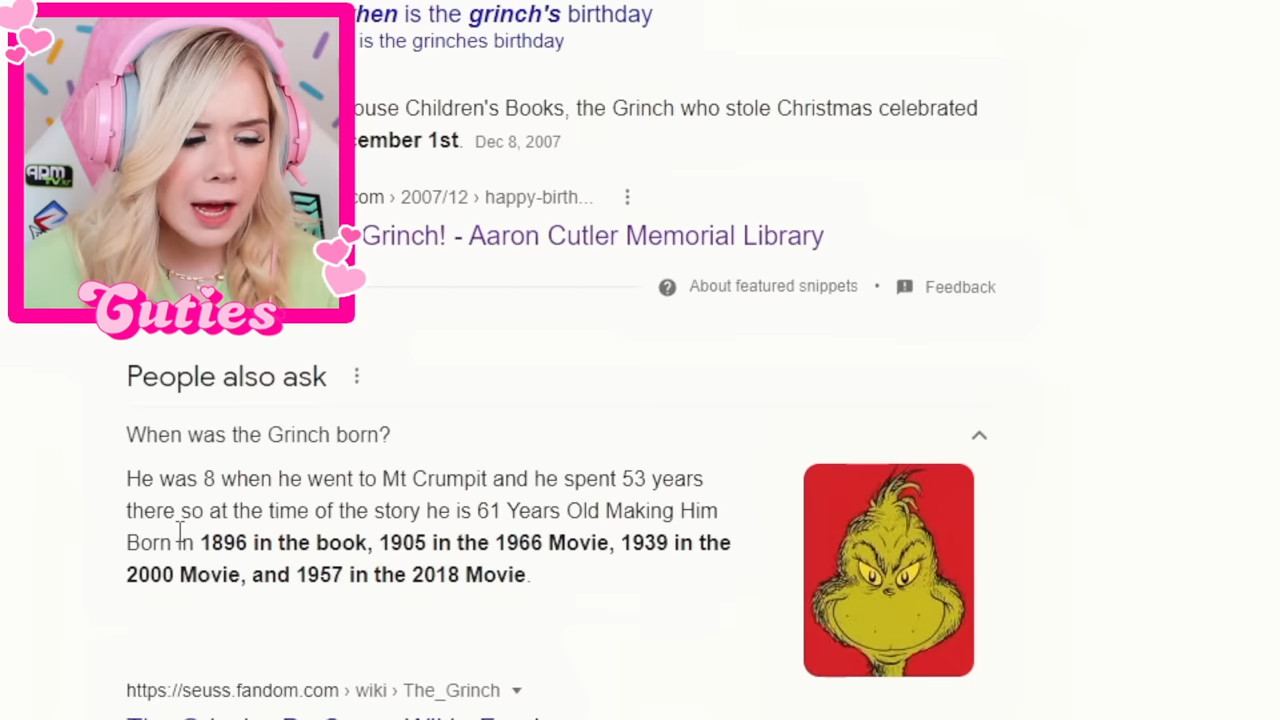 is the grinch's birthday
is the grinches birthday
Children's Books, the Grinch who stole Christmas celebrated
1st. Dec 8, 2007
› 2007/12 › happy-birth...
Grinch! - Aaron Cutler Memorial Library
About featured snippets • Feedback
Cuties
People also ask
When was the Grinch born?
He was 8 when he went to Mt Crumpit and he spent 53 years
there so at the time of the story he is 61 Years Old Making Him
Born in 1896 in the book, 1905 in the 1966 Movie, 1939 in the
2000 Movie, and 1957 in the 2018 Movie.
https://seuss.fandom.com › wiki › The_Grinch